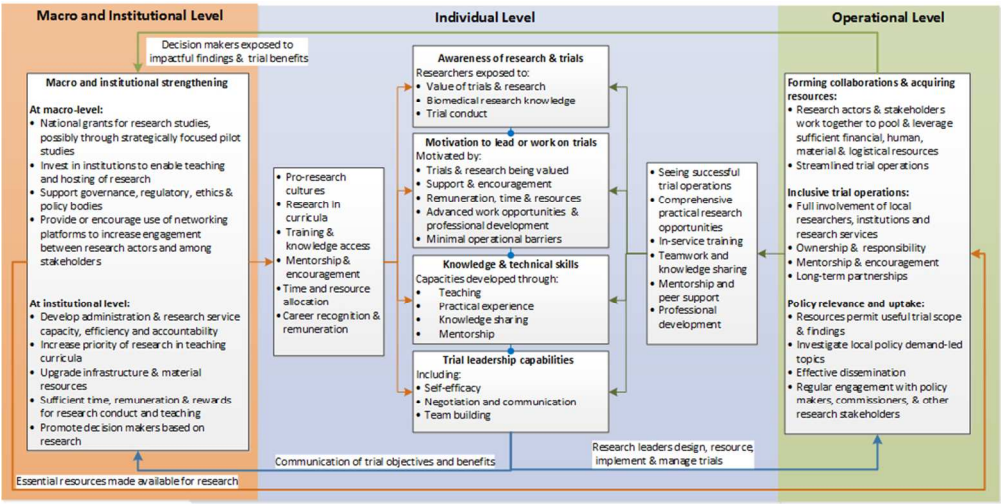 Macro and Institutional Level
Individual Level
Operational Level
Decision makers exposed to
impactful findings & trial benefits
Macro and institutional strengthening
At macro-level:
• National grants for research studies,
possibly through strategically focused pilot
studies
• Invest in institutions to enable teaching
and hosting of research
• Support governance, regulatory, ethics &
policy bodies
• Provide or encourage use of networking
platforms to increase engagement
between research actors and among
stakeholders
At institutional level:
• Develop administration & research service
capacity, efficiency and accountability
• Increase priority of research in teaching
curricula
• Upgrade infrastructure & material
resources
• Sufficient time, remuneration & rewards
for research conduct and teaching
• Promote decision makers based on
research
• Pro-research
cultures
• Research in
curricula
• Training &
knowledge access
• Mentorship &
encouragement
• Time and resource
allocation
• Career recognition &
remuneration
Awareness of research & trials
Researchers exposed to:
• Value of trials & research
• Biomedical research knowledge
• Trial conduct
Motivation to lead or work on trials
Motivated by:
• Trials & research being valued
• Support & encouragement
• Remuneration, time & resources
• Advanced work opportunities &
professional development
• Minimal operational barriers
Knowledge & technical skills
Capacities developed through:
• Teaching
• Practical experience
• Knowledge sharing
• Mentorship
Trial leadership capabilities
Including:
• Self-efficacy
• Negotiation and communication
• Team building
• Seeing successful
trial operations
• Comprehensive
practical research
opportunities
• In-service training
• Teamwork and
knowledge sharing
• Mentorship and
peer support
• Professional
development
Forming collaborations & acquiring
resources:
• Research actors & stakeholders
work together to pool & leverage
sufficient financial, human,
material & logistical resources
• Streamlined trial operations
Inclusive trial operations:
• Full involvement of local
researchers, institutions and
research services
• Ownership & responsibility
• Mentorship & encouragement
• Long-term partnerships
Policy relevance and uptake:
• Resources permit useful trial scope
& findings
• Investigate local policy demand-led
topics
• Effective dissemination
• Regular engagement with policy
makers, commissioners, & other
research stakeholders
Communication of trial objectives and benefits
Research leaders design, resource,
implement & manage trials
Essential resources made available for research